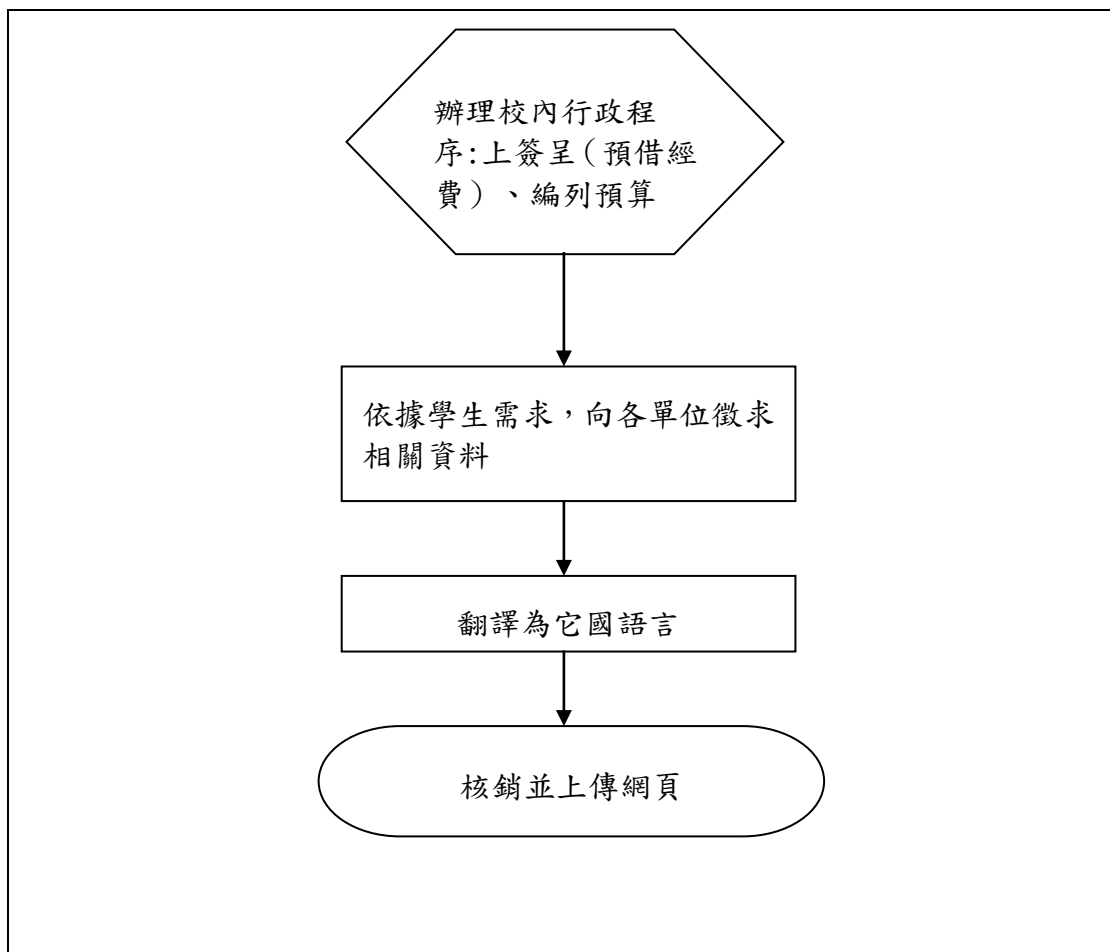 辦理校內行政程
序:上簽呈(預借經
費)、編列預算
依據學生需求,向各單位徵求
相關資料
翻譯為它國語言
核銷並上傳網頁